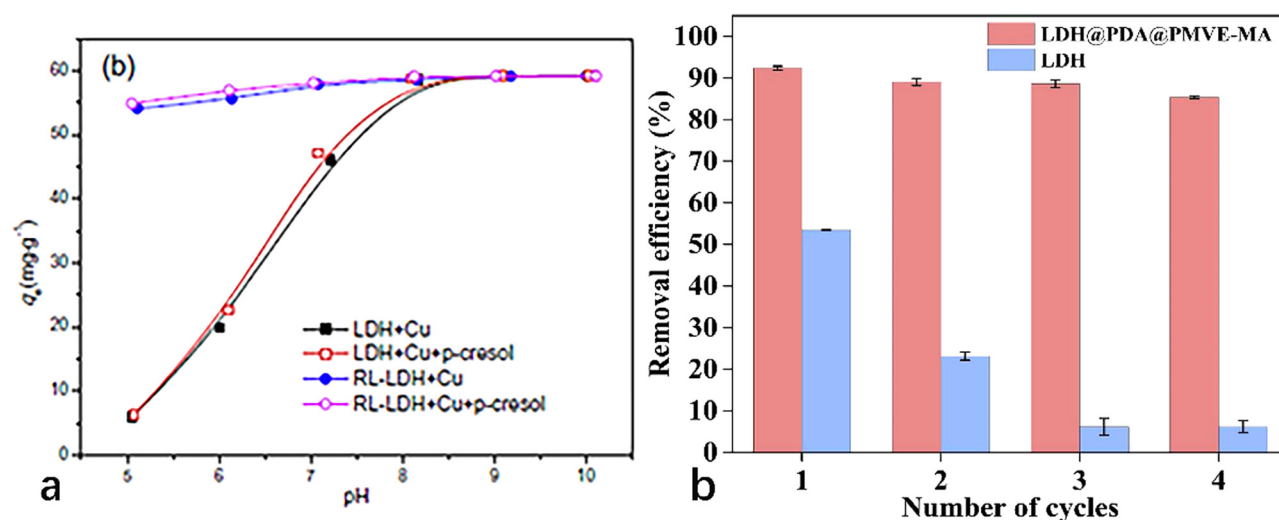 (b)
60
50
40
30
20
10
0
qe (mg·g-1)
LDH+Cu
LDH+Cu+p-cresol
RL-LDH+Cu
RL-LDH+Cu+p-cresol
5 6 7 8 9 10
pH
a
100
90
80
70
60
50
40
30
20
10
0
Removal efficiency (%)
LDH@PDA@PMVE-MA
LDH
1 2 3 4
Number of cycles
b